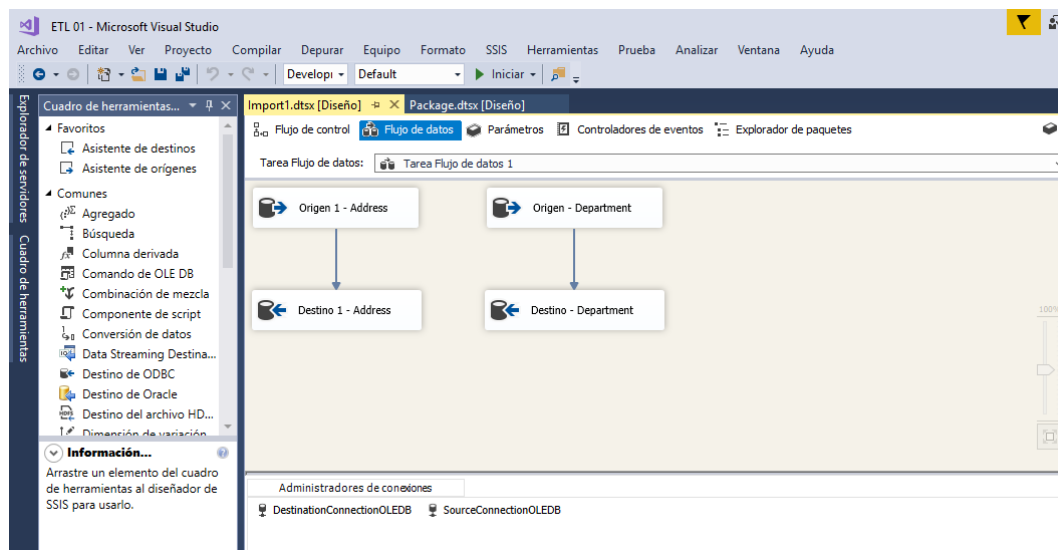 ETL 01 - Microsoft Visual Studio
Archivo Editar Ver Proyecto Compilar Depurar Equipo Formato SSIS Herramientas Prueba Analizar Ventana Ayuda
Developi Default Iniciar
Explorador de servidores
Cuadro de herramientas
Cuadro de herramientas...
Favoritos
Asistente de destinos
Asistente de orígenes
Comunes
Agregado
Búsqueda
Columna derivada
Comando de OLE DB
Combinación de mezcla
Componente de script
Conversión de datos
Data Streaming Destina...
Destino de ODBC
Destino de Oracle
Destino del archivo HD...
Dimensión de variación
Información...
Arrastre un elemento del cuadro
de herramientas al diseñador de
SSIS para usarlo.
Import1.dtsx [Diseño] Package.dtsx [Diseño]
Flujo de control Flujo de datos Parámetros Controladores de eventos Explorador de paquetes
Tarea Flujo de datos: Tarea Flujo de datos 1
Origen 1 - Address Origen - Department
Destino 1 - Address Destino - Department
100%
Administradores de conexiones
DestinationConnectionOLEDB SourceConnectionOLEDB